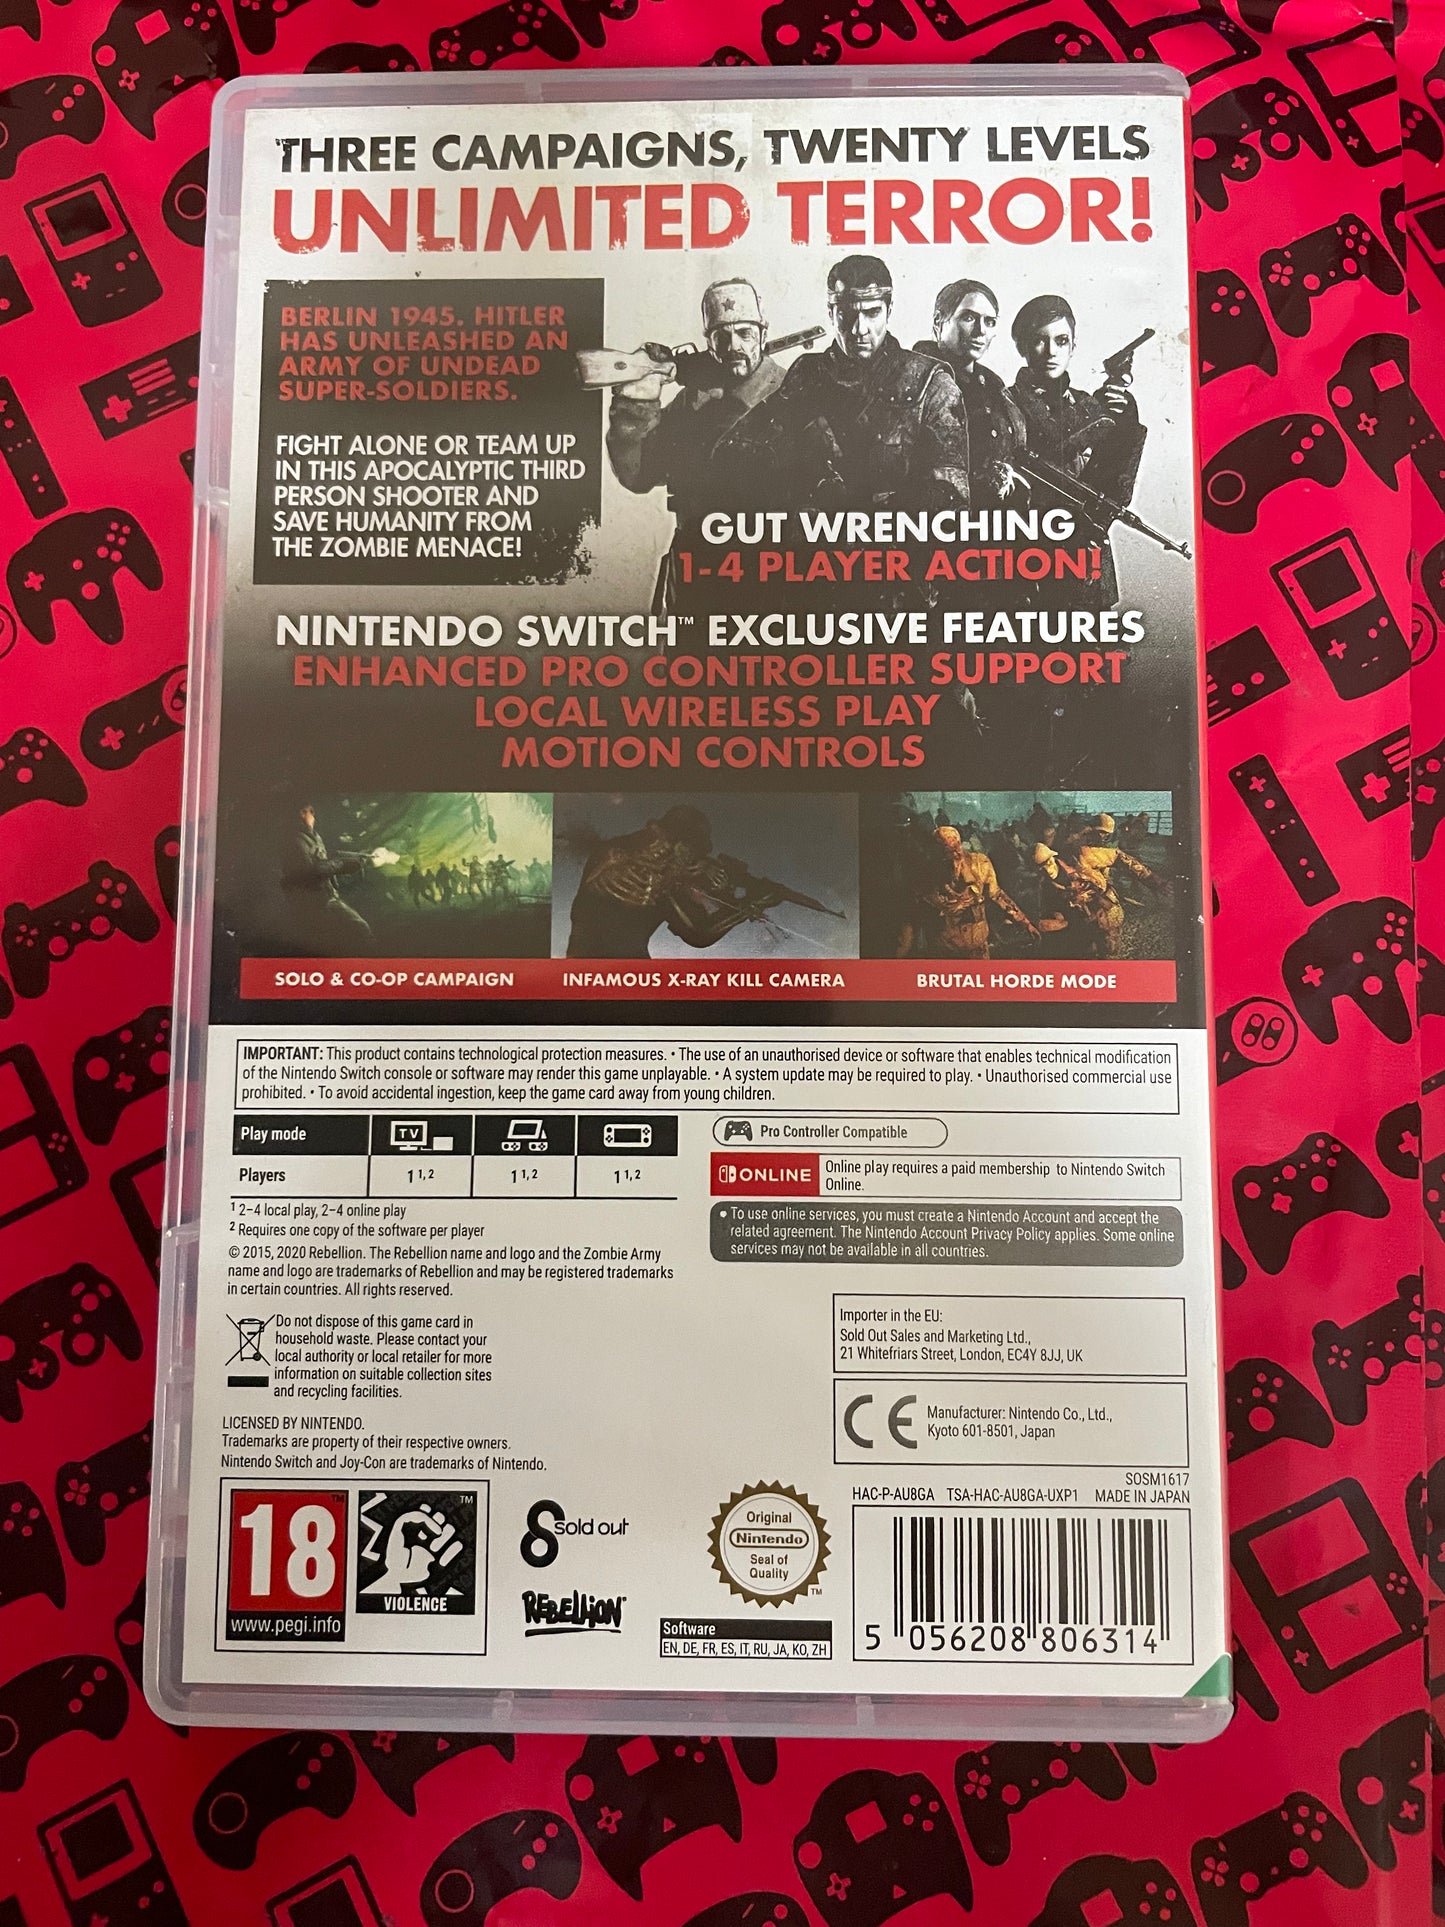 THREE CAMPAIGNS, TWENTY LEVELS
UNLIMITED TERROR!
BERLIN 1945. HITLER
HAS UNLEASHED AN
ARMY OF UNDEAD
SUPER-SOLDIERS.
FIGHT ALONE OR TEAM UP
IN THIS APOCALYPTIC THIRD
PERSON SHOOTER AND
SAVE HUMANITY FROM
THE ZOMBIE MENACE!
GUT WRENCHING
1-4 PLAYER ACTION!
NINTENDO SWITCH™ EXCLUSIVE FEATURES
ENHANCED PRO CONTROLLER SUPPORT
LOCAL WIRELESS PLAY
MOTION CONTROLS
SOLO & CO-OP CAMPAIGN
INFAMOUS X-RAY KILL CAMERA
BRUTAL HORDE MODE
IMPORTANT: This product contains technological protection measures. • The use of an unauthorised device or software that enables technical modification
of the Nintendo Switch console or software may render this game unplayable. • A system update may be required to play. • Unauthorised commercial use
prohibited. • To avoid accidental ingestion, keep the game card away from young children.
Play mode TV
Players 1 1, 2 1 1, 2 1 1, 2
1 2–4 local play, 2–4 online play
2 Requires one copy of the software per player
© 2015, 2020 Rebellion. The Rebellion name and logo and the Zombie Army
name and logo are trademarks of Rebellion and may be registered trademarks
in certain countries. All rights reserved.
Pro Controller Compatible
ONLINE
Online play requires a paid membership to Nintendo Switch
Online.
• To use online services, you must create a Nintendo Account and accept the
related agreement. The Nintendo Account Privacy Policy applies. Some online
services may not be available in all countries.
Do not dispose of this game card in
household waste. Please contact your
local authority or local retailer for more
information on suitable collection sites
and recycling facilities.
Importer in the EU:
Sold Out Sales and Marketing Ltd.,
21 Whitefriars Street, London, EC4Y 8JJ, UK
CE
Manufacturer: Nintendo Co., Ltd.,
Kyoto 601-8501, Japan
LICENSED BY NINTENDO.
Trademarks are property of their respective owners.
Nintendo Switch and Joy-Con are trademarks of Nintendo.
SOSM1617
HAC-P-AU8GA TSA-HAC-AU8GA-UXP1 MADE IN JAPAN
18 ™
www.pegi.info
™
VIOLENCE
Sold out
REBELLION
Original
Nintendo
Seal of
Quality
™
Software
EN, DE, FR, ES, IT, RU, JA, KO, ZH
5 056208 806314